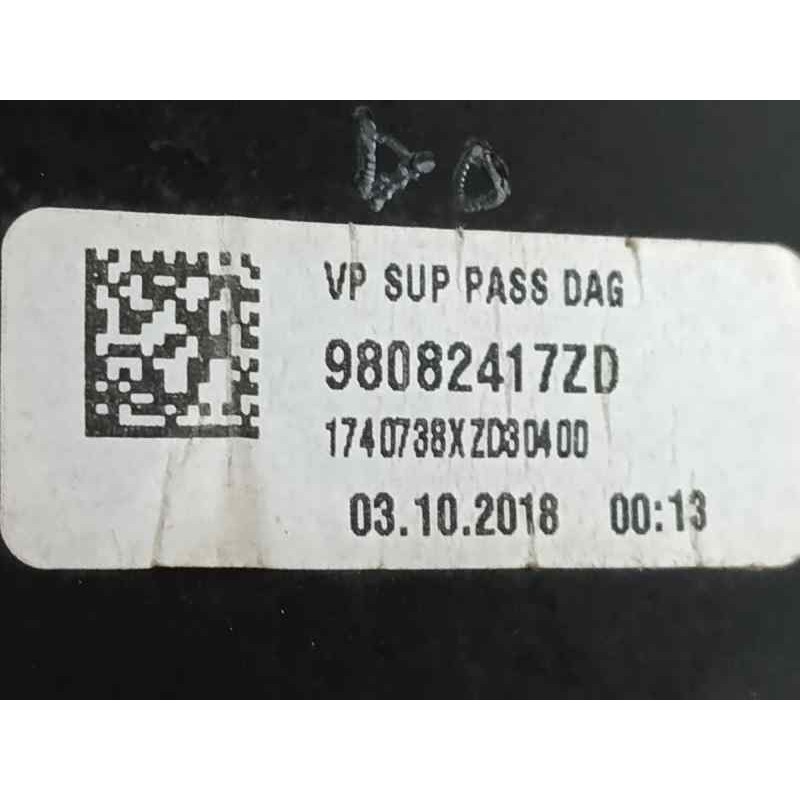 VP SUP PASS DAG
98082417ZD
1740738XZD30400
03.10.2018 00:13